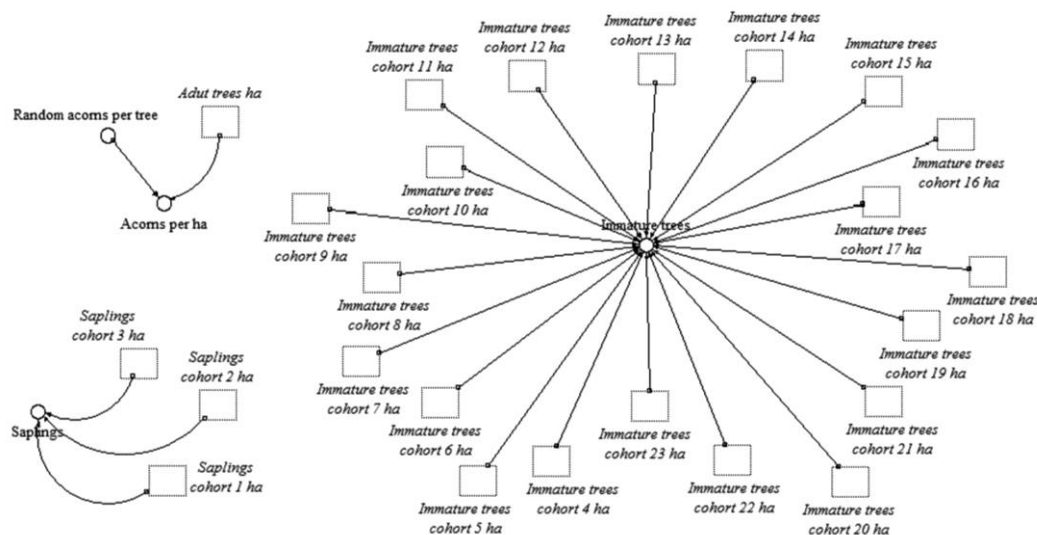 Random acorns per tree
Adut trees ha
Acorns per ha
Saplings
cohort 3 ha
Saplings
cohort 2 ha
Saplings
Saplings
cohort 1 ha
Immature trees
cohort 11 ha
Immature trees
cohort 12 ha
Immature trees
cohort 13 ha
Immature trees
cohort 14 ha
Immature trees
cohort 15 ha
Immature trees
cohort 10 ha
Immature trees
cohort 16 ha
Immature trees
cohort 9 ha
Immature trees
Immature trees
cohort 17 ha
Immature trees
cohort 8 ha
Immature trees
cohort 18 ha
Immature trees
cohort 7 ha
Immature trees
cohort 19 ha
Immature trees
cohort 6 ha
Immature trees
cohort 23 ha
Immature trees
cohort 21 ha
Immature trees
cohort 5 ha
Immature trees
cohort 4 ha
Immature trees
cohort 22 ha
Immature trees
cohort 20 ha